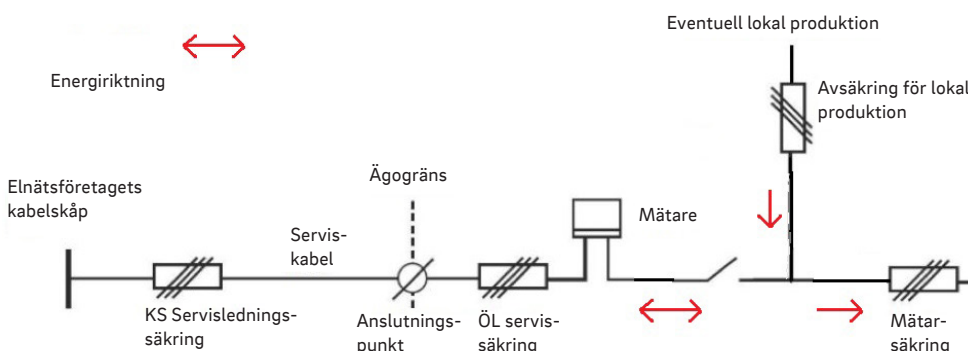 Eventuell lokal produktion
Energiriktning
Avsäkring för lokal
produktion
Elnätsföretagets
kabelskåp
Ägogräns
Mätare
Servis-
kabel
KS Servislednings-
säkring
Anslutnings-
punkt
ÖL servis-
säkring
Mätar-
säkring